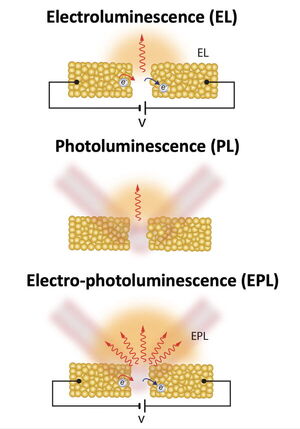 Electroluminescence (EL)
EL
e⁻ e⁻
V
Photoluminescence (PL)
Electro-photoluminescence (EPL)
EPL
e⁻ e⁻
V